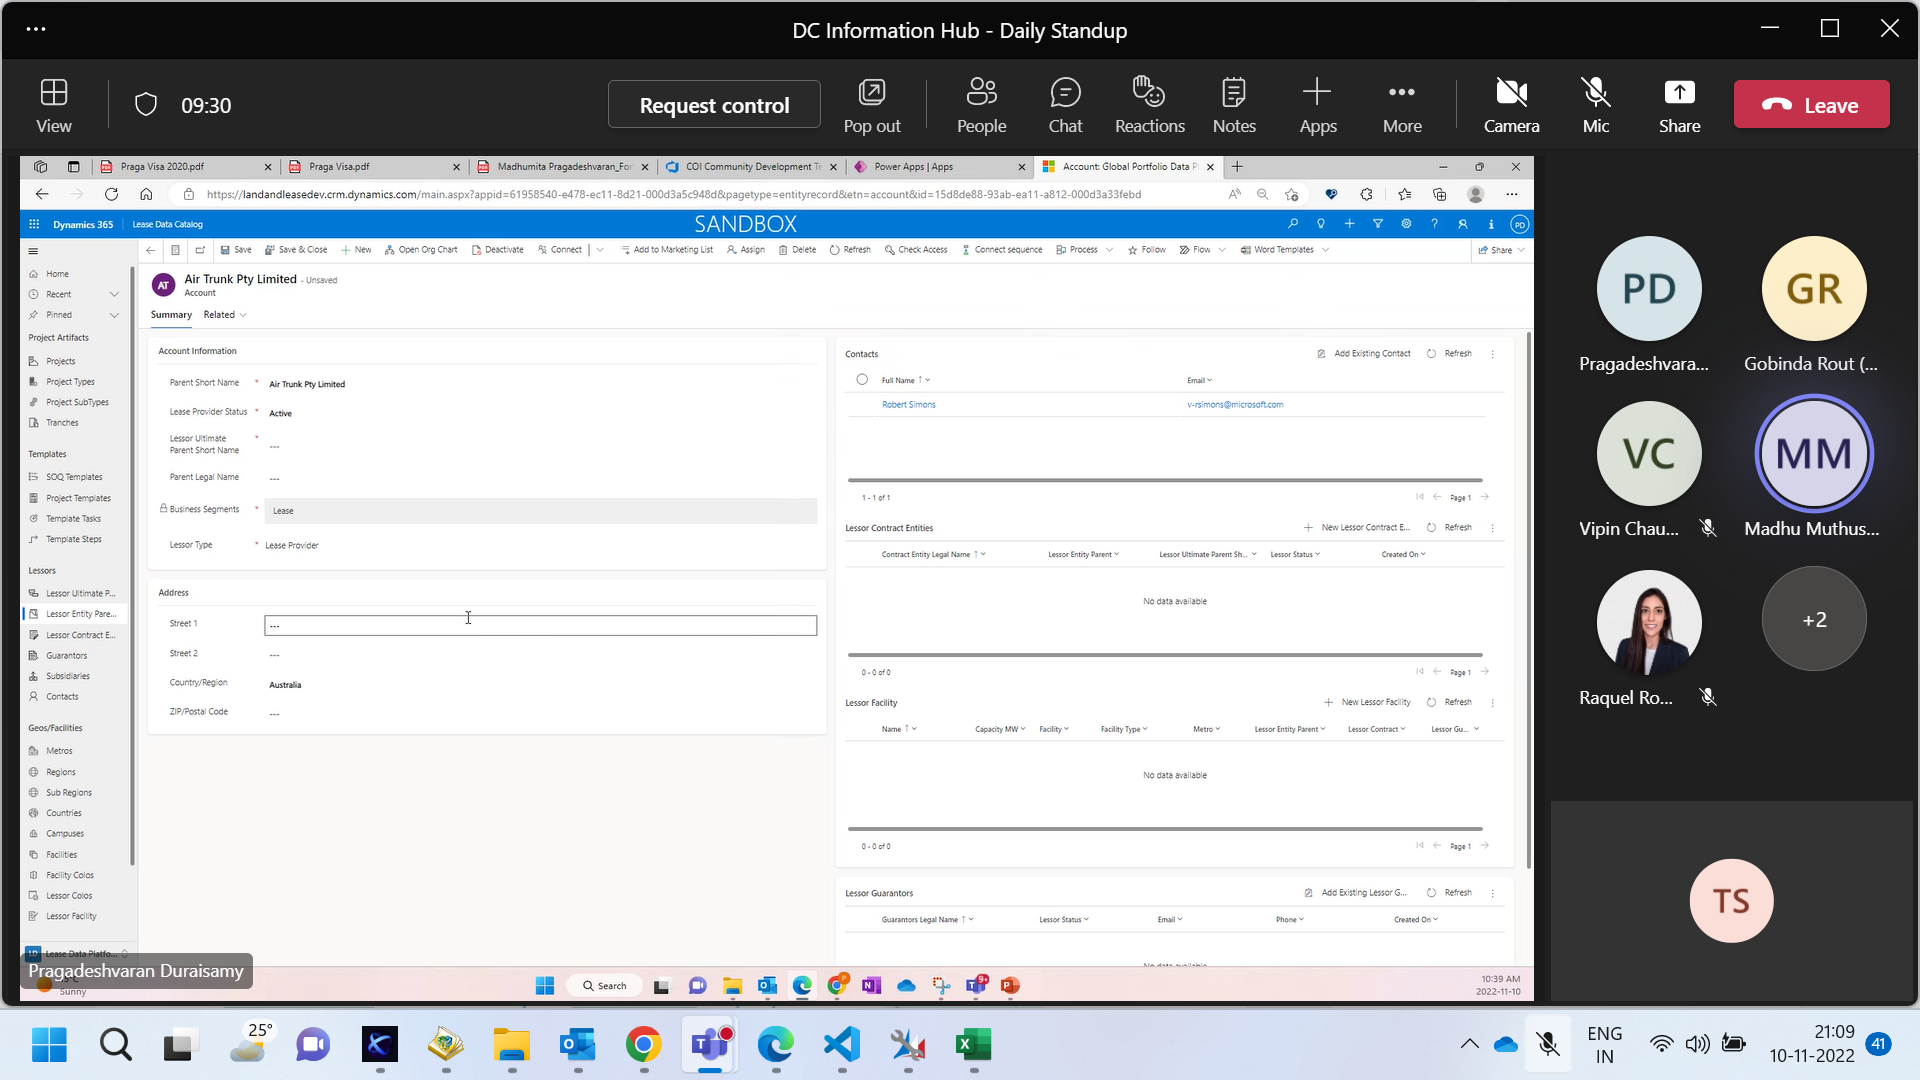 DC Information Hub - Daily Standup
View
09:30
Request control
Pop out
People
Chat
Reactions
Notes
Apps
More
Camera
Mic
Share
Leave
Praga Visa 2020.pdf
Praga Visa.pdf
Madhumita Pragadeshvaran_For
COI Community Development Te
Power Apps | Apps
Account: Global Portfolio Data P
https://landandleasedev.crm.dynamics.com/main.aspx?appid=61958540-e478-ec11-8d21-000d3a5c948d&pagetype=entityrecord&etn=account&id=15d8de88-93ab-ea11-a812-000d3a33febd
Dynamics 365
Lease Data Catalog
SANDBOX
PD
Save
Save & Close
New
Open Org Chart
Deactivate
Connect
Add to Marketing List
Assign
Delete
Refresh
Check Access
Connect sequence
Process
Follow
Flow
Word Templates
Share
Home
Recent
Pinned
Project Artifacts
Projects
Project Types
Project SubTypes
Tranches
Templates
SOQ Templates
Project Templates
Template Tasks
Template Steps
Lessors
Lessor Ultimate P...
Lessor Entity Pare...
Lessor Contract E...
Guarantors
Subsidiaries
Contacts
Geos/Facilities
Metros
Regions
Sub Regions
Countries
Campuses
Facilities
Facility Colos
Lessor Colos
Lessor Facility
Lease Data Platfo...
AT
Air Trunk Pty Limited - Unsaved
Account
Summary
Related
Account Information
Parent Short Name * Air Trunk Pty Limited
Lease Provider Status * Active
Lessor Ultimate * ---
Parent Short Name
Parent Legal Name ---
Business Segments * Lease
Lessor Type * Lease Provider
Address
Street 1 ---
Street 2 ---
Country/Region Australia
ZIP/Postal Code ---
Contacts
Add Existing Contact
Refresh
Full Name
Email
Robert Simons
v-rsimons@microsoft.com
1 - 1 of 1
Page 1
Lessor Contract Entities
New Lessor Contract E...
Refresh
Contract Entity Legal Name
Lessor Entity Parent
Lessor Ultimate Parent Sh...
Lessor Status
Created On
No data available
0 - 0 of 0
Page 1
Lessor Facility
New Lessor Facility
Refresh
Name
Capacity MW
Facility
Facility Type
Metro
Lessor Entity Parent
Lessor Contract
Lessor Gu...
No data available
0 - 0 of 0
Page 1
Lessor Guarantors
Add Existing Lessor G...
Refresh
Guarantors Legal Name
Lessor Status
Email
Phone
Created On
No data available
Pragadeshvaran Duraisamy
Sunny
Search
10:39 AM
2022-11-10
PD
Pragadeshvara...
GR
Gobinda Rout (...
VC
Vipin Chau...
MM
Madhu Muthus...
Raquel Ro...
+2
TS
25°
ENG
IN
21:09
10-11-2022
41